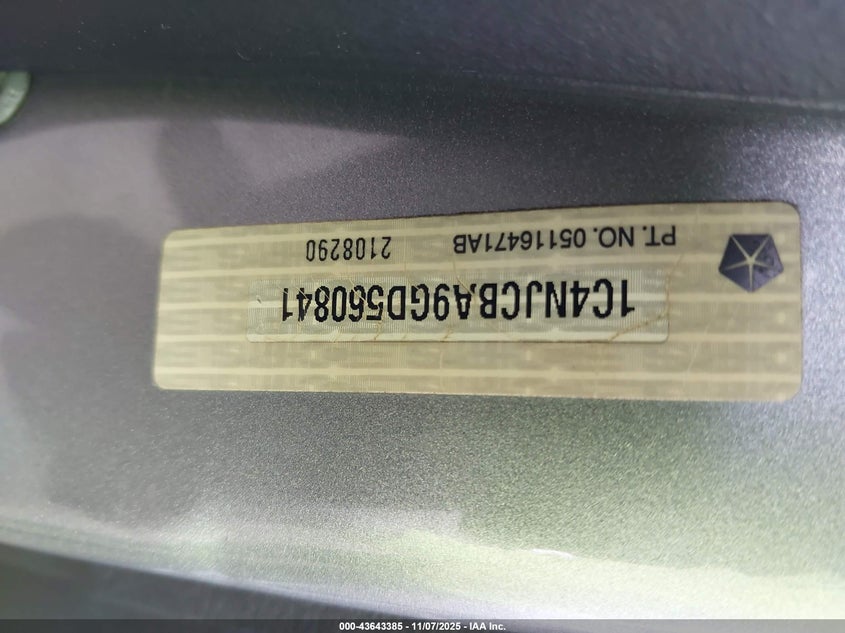 1C4NJCBA9GD560841
PT. NO. 05116471AB 2108290
000-43643385 - 11/07/2025 - IAA Inc.